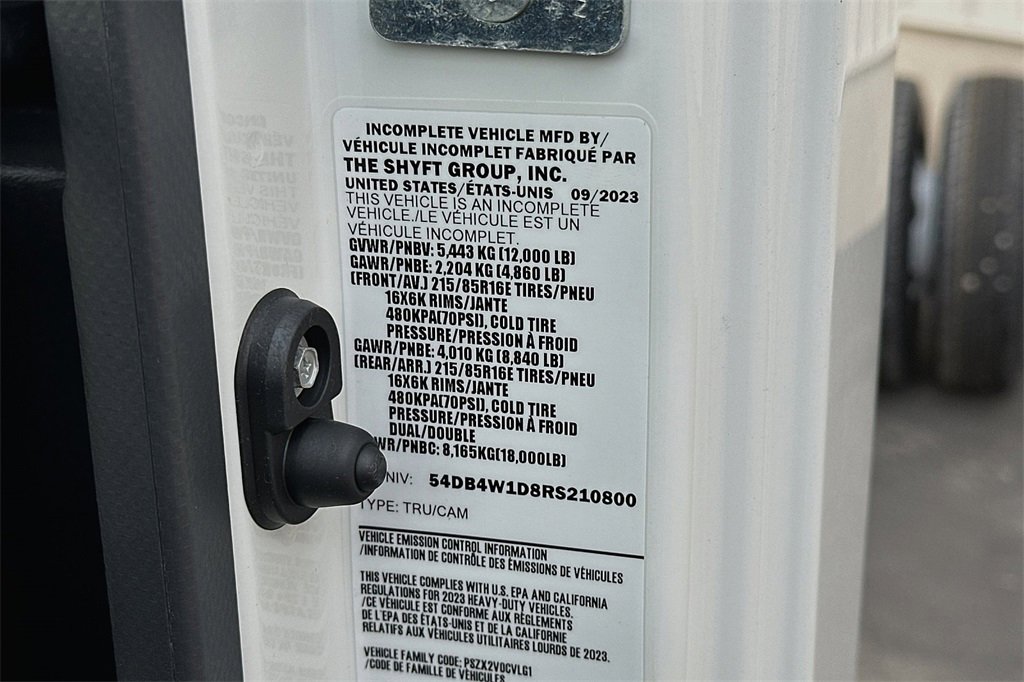 INCOMPLETE VEHICLE MFD BY/
VÉHICULE INCOMPLET FABRIQUÉ PAR
THE SHYFT GROUP, INC.
UNITED STATES/ÉTATS-UNIS 09/2023
THIS VEHICLE IS AN INCOMPLETE
VEHICLE./LE VÉHICULE EST UN
VÉHICULE INCOMPLET.
GVWR/PNBV: 5,443 KG (12,000 LB)
GAWR/PNBE: 2,204 KG (4,860 LB)
(FRONT/AV.) 215/85R16E TIRES/PNEU
16X6K RIMS/JANTE
480KPA(70PSI), COLD TIRE
PRESSURE/PRESSION À FROID
GAWR/PNBE: 4,010 KG (8,840 LB)
(REAR/ARR.) 215/85R16E TIRES/PNEU
16X6K RIMS/JANTE
480KPA(70PSI), COLD TIRE
PRESSURE/PRESSION À FROID
DUAL/DOUBLE
WR/PNBC: 8,165KG(18,000LB)
NIV: 54DB4W1D8RS210800
TYPE: TRU/CAM
VEHICLE EMISSION CONTROL INFORMATION
/INFORMATION DE CONTRÔLE DES ÉMISSIONS DE VÉHICULES
THIS VEHICLE COMPLIES WITH U.S. EPA AND CALIFORNIA
REGULATIONS FOR 2023 HEAVY-DUTY VEHICLES.
/CE VÉHICULE EST CONFORME AUX RÈGLEMENTS
DE L'EPA DES ÉTATS-UNIS ET DE LA CALIFORNIE
RELATIFS AUX VÉHICULES UTILITAIRES LOURDS DE 2023.
VEHICLE FAMILY CODE: PSZX2VOCVLG1
/CODE DE FAMILLE DE VÉHICULES